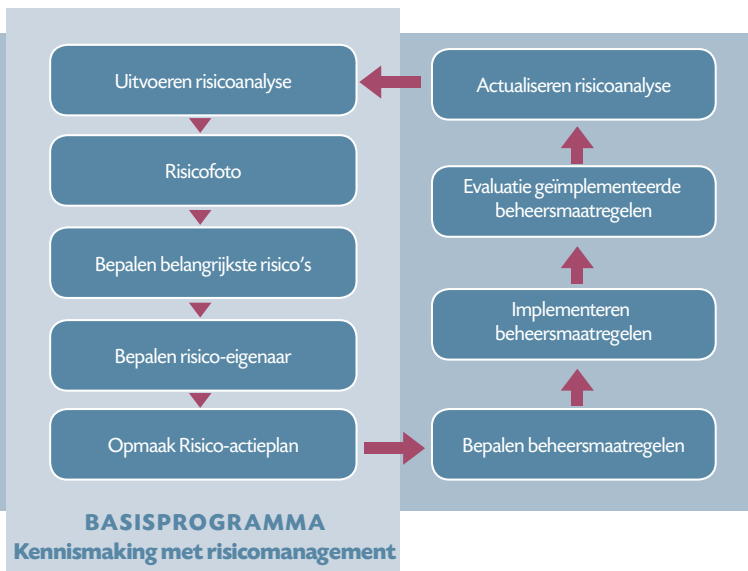 Uitvoeren risicoanalyse
Risicofoto
Bepalen belangrijkste risico's
Bepalen risico-eigenaar
Opmaak Risico-actieplan
Bepalen beheersmaatregelen
Implementeren
beheersmaatregelen
Evaluatie geïmplementeerde
beheersmaatregelen
Actualiseren risicoanalyse
BASISPROGRAMMA
Kennismaking met risicomanagement